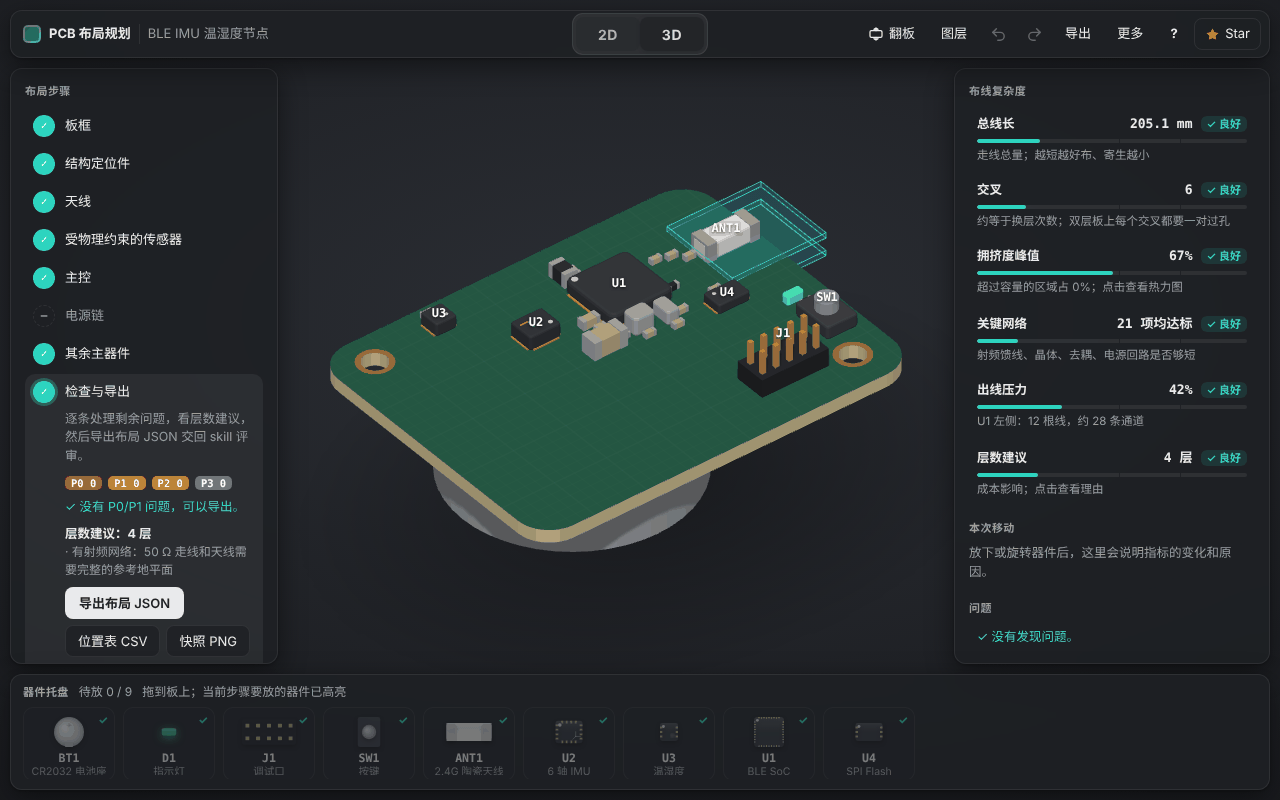 PCB 布局规划
BLE IMU 温湿度节点
2D
3D
翻板
图层
导出
更多
?
Star
布局步骤
板框
结构定位件
天线
受物理约束的传感器
主控
电源链
其余主器件
检查与导出
逐条处理剩余问题，看层数建议，
然后导出布局 JSON 交回 skill 评
审。
P0 0
P1 0
P2 0
P3 0
✓ 没有 P0/P1 问题，可以导出。
层数建议：4 层
· 有射频网络：50 Ω 走线和天线需
要完整的参考地平面
导出布局 JSON
位置表 CSV
快照 PNG
ANT1
U1
U4
SW1
U3
U2
J1
布线复杂度
总线长
205.1 mm
✓ 良好
走线总量；越短越好布、寄生越小
交叉
6
✓ 良好
约等于换层次数；双层板上每个交叉都要一对过孔
拥挤度峰值
67%
✓ 良好
超过容量的区域占 0%；点击查看热力图
关键网络
21 项均达标
✓ 良好
射频馈线、晶体、去耦、电源回路是否够短
出线压力
42%
✓ 良好
U1 左侧：12 根线，约 28 条通道
层数建议
4 层
✓ 良好
成本影响；点击查看理由
本次移动
放下或旋转器件后，这里会说明指标的变化和原
因。
问题
✓ 没有发现问题。
器件托盘
待放 0 / 9
拖到板上；当前步骤要放的器件已高亮
BT1
CR2032 电池座
D1
指示灯
J1
调试口
SW1
按键
ANT1
2.4G 陶瓷天线
U2
6 轴 IMU
U3
温湿度
U1
BLE SoC
U4
SPI Flash